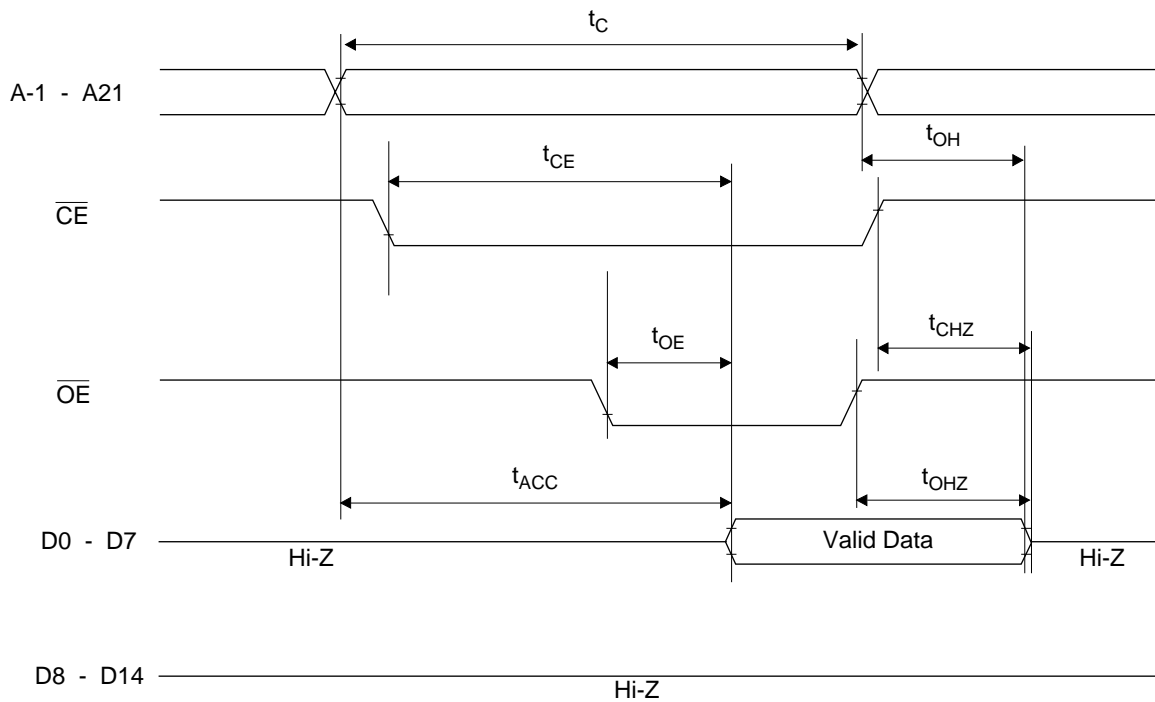 tC
A-1 - A21
tOH
tCE
CE
tCHZ
tOE
OE
tACC
tOHZ
D0 - D7
Valid Data
Hi-Z
Hi-Z
D8 - D14
Hi-Z